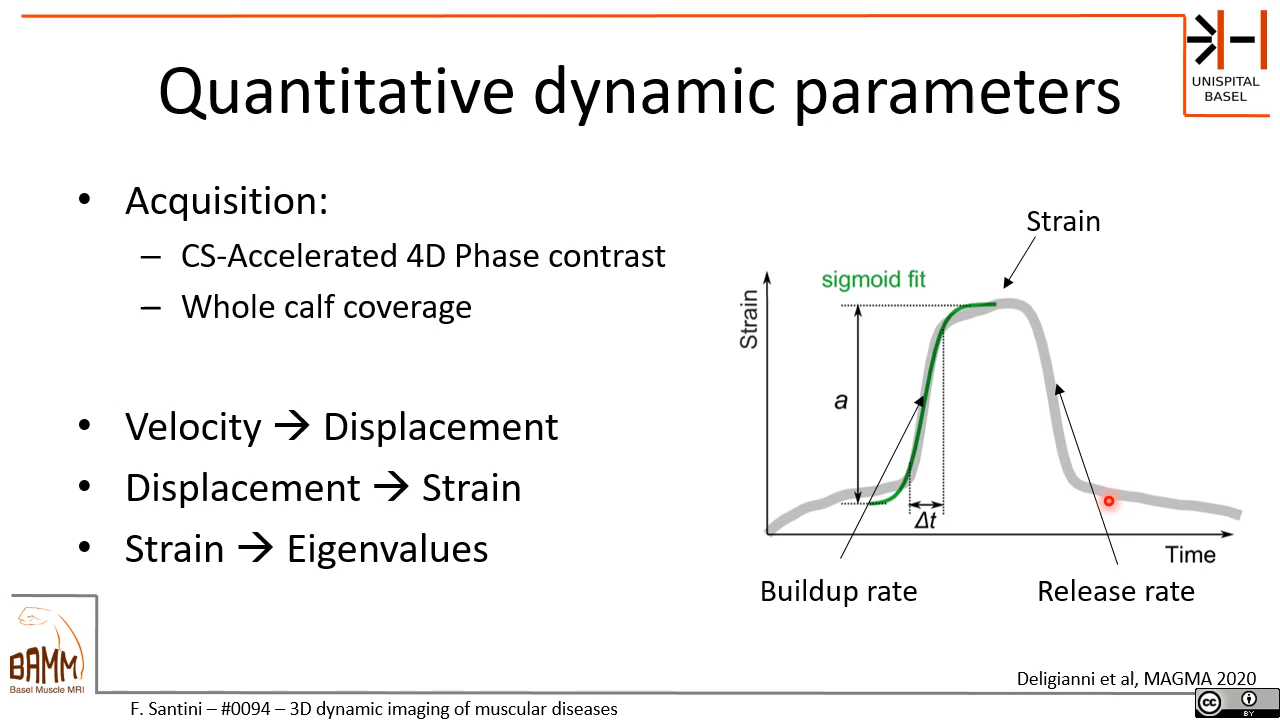 Quantitative dynamic parameters
UNISPITAL
BASEL
• Acquisition:
– CS-Accelerated 4D Phase contrast
– Whole calf coverage
• Velocity → Displacement
• Displacement → Strain
• Strain → Eigenvalues
Strain
sigmoid fit
Strain
a
Δt
Time
Buildup rate
Release rate
BAMM
Basel Muscle MRI
Deligianni et al, MAGMA 2020
F. Santini – #0094 – 3D dynamic imaging of muscular diseases
cc
BY